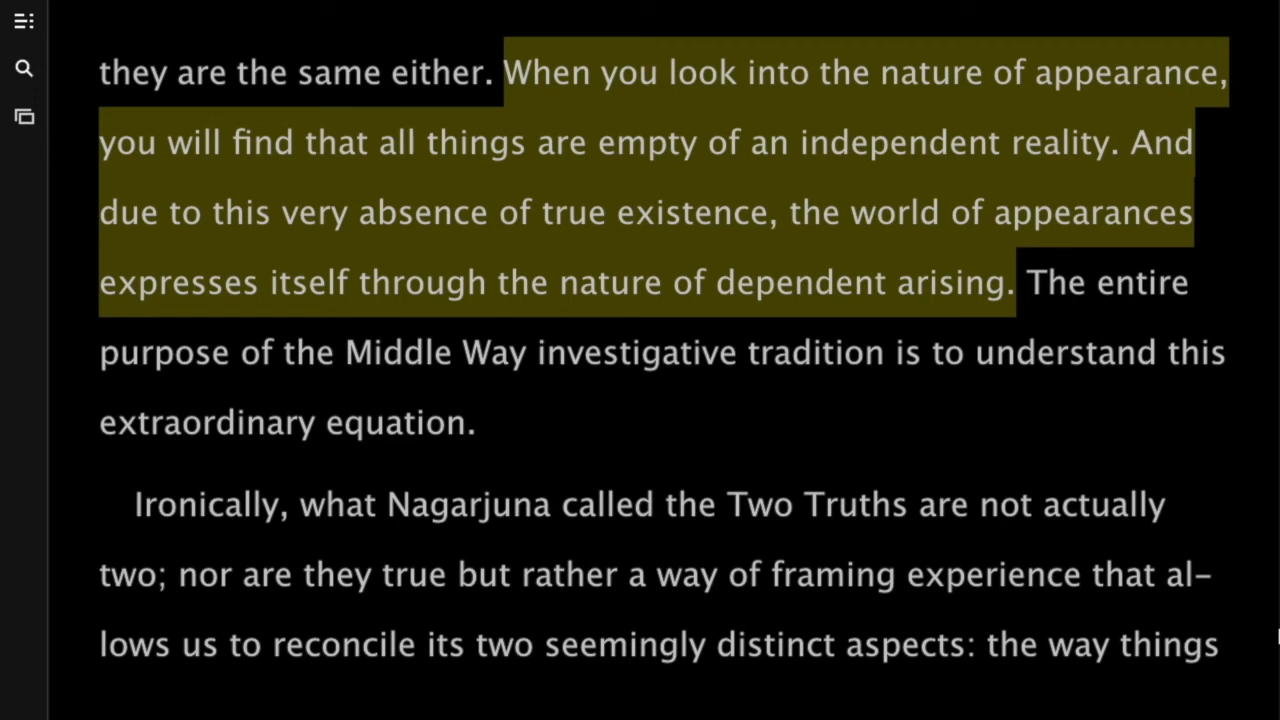 they are the same either. When you look into the nature of appearance,
you will find that all things are empty of an independent reality. And
due to this very absence of true existence, the world of appearances
expresses itself through the nature of dependent arising. The entire
purpose of the Middle Way investigative tradition is to understand this
extraordinary equation.
Ironically, what Nagarjuna called the Two Truths are not actually
two; nor are they true but rather a way of framing experience that al-
lows us to reconcile its two seemingly distinct aspects: the way things